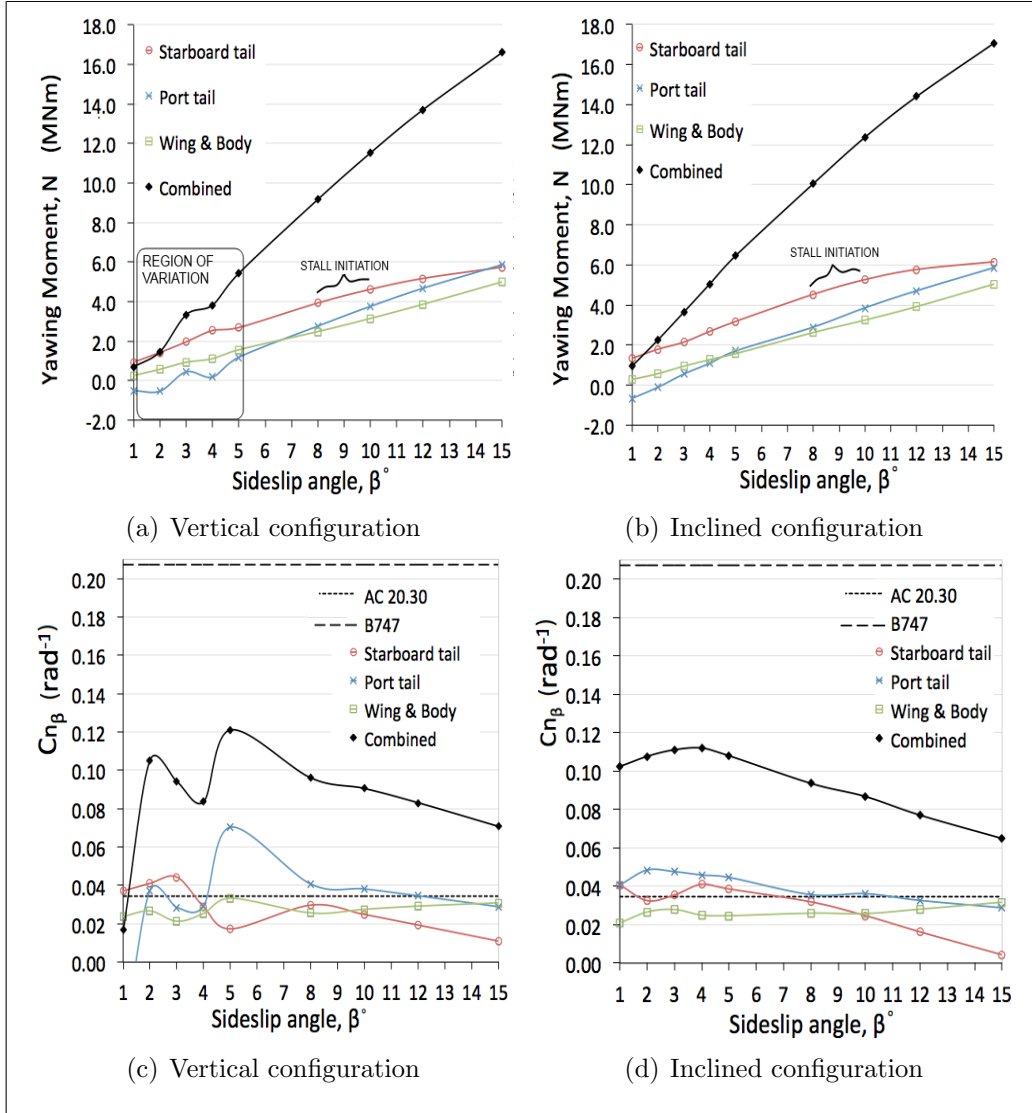 18.0
16.0
14.0
12.0
10.0
8.0
6.0
4.0
2.0
0.0
-2.0
Yawing Moment, N (MNm)
Starboard tail
Port tail
Wing & Body
Combined
REGION OF
VARIATION
STALL INITIATION
1 2 3 4 5 6 7 8 9 10 11 12 13 14 15
Sideslip angle, β°
(a) Vertical configuration
18.0
16.0
14.0
12.0
10.0
8.0
6.0
4.0
2.0
0.0
-2.0
Yawing Moment, N (MNm)
Starboard tail
Port tail
Wing & Body
Combined
STALL INITIATION
1 2 3 4 5 6 7 8 9 10 11 12 13 14 15
Sideslip angle, β°
(b) Inclined configuration
0.20
0.18
0.16
0.14
0.12
0.10
0.08
0.06
0.04
0.02
0.00
Cnβ (rad⁻¹)
AC 20.30
B747
Starboard tail
Port tail
Wing & Body
Combined
1 2 3 4 5 6 7 8 9 10 11 12 13 14 15
Sideslip angle, β°
(c) Vertical configuration
0.20
0.18
0.16
0.14
0.12
0.10
0.08
0.06
0.04
0.02
0.00
Cnβ (rad⁻¹)
AC 20.30
B747
Starboard tail
Port tail
Wing & Body
Combined
1 2 3 4 5 6 7 8 9 10 11 12 13 14 15
Sideslip angle, β°
(d) Inclined configuration